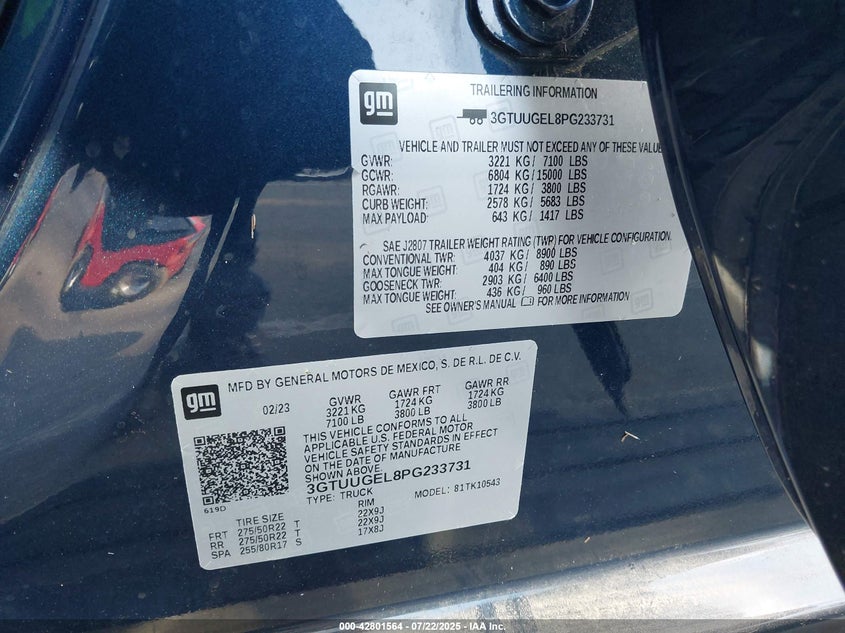 gm
TRAILERING INFORMATION
3GTUUGEL8PG233731
VEHICLE AND TRAILER MUST NOT EXCEED ANY OF THESE
GVWR: 3221 KG/ 7100 LBS
GCWR: 6804 KG/ 15000 LBS
RGAWR: 1724 KG/ 3800 LBS
CURB WEIGHT: 2578 KG/ 5683 LBS
MAX PAYLOAD: 643 KG/ 1417 LBS
SAE J2807 TRAILER WEIGHT RATING (TWR) FOR VEHICLE CONFIGURATION.
CONVENTIONAL TWR: 4037 KG/ 8900 LBS
MAX TONGUE WEIGHT: 404 KG/ 890 LBS
GOOSENECK TWR: 2903 KG/ 6400 LBS
MAX TONGUE WEIGHT: 436 KG/ 960 LBS
SEE OWNER'S MANUAL FOR MORE INFORMATION
gm
MFD BY GENERAL MOTORS DE MEXICO, S. DE R.L. DE C.V.
02/23 GVWR GAWR FRT GAWR RR
3221 KG 1724 KG 1724 KG
7100 LB 3800 LB 3800 LB
THIS VEHICLE CONFORMS TO ALL
APPLICABLE U.S. FEDERAL MOTOR
VEHICLE SAFETY STANDARDS IN EFFECT
ON THE DATE OF MANUFACTURE
SHOWN ABOVE.
3GTUUGEL8PG233731
619D
TYPE: TRUCK MODEL: 81TK10543
TIRE SIZE RIM
FRT 275/50R22 T 22X9J
RR 275/50R22 T 22X9J
SPA 255/80R17 S 17X8J
000-42801564 - 07/22/2025 - IAA Inc.